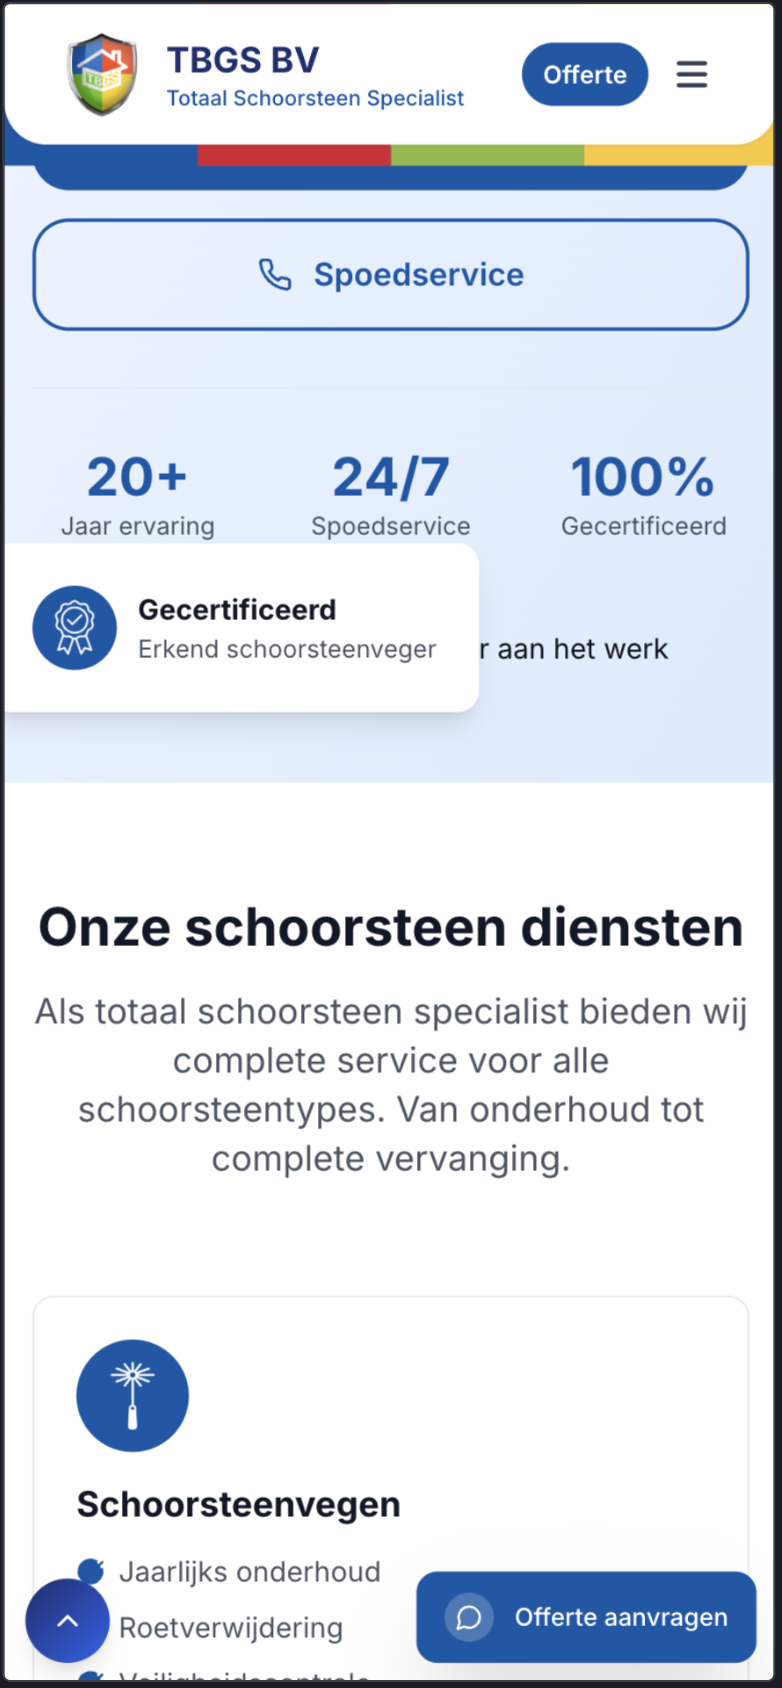 TBGS
TBGS BV
Totaal Schoorsteen Specialist
Offerte
Spoedservice
20+
Jaar ervaring
24/7
Spoedservice
100%
Gecertificeerd
Gecertificeerd
Erkend schoorsteenveger
r aan het werk
Onze schoorsteen diensten
Als totaal schoorsteen specialist bieden wij
complete service voor alle
schoorsteentypes. Van onderhoud tot
complete vervanging.
Schoorsteenvegen
Jaarlijks onderhoud
Roetverwijdering
Veiligheidscontrole
Offerte aanvragen